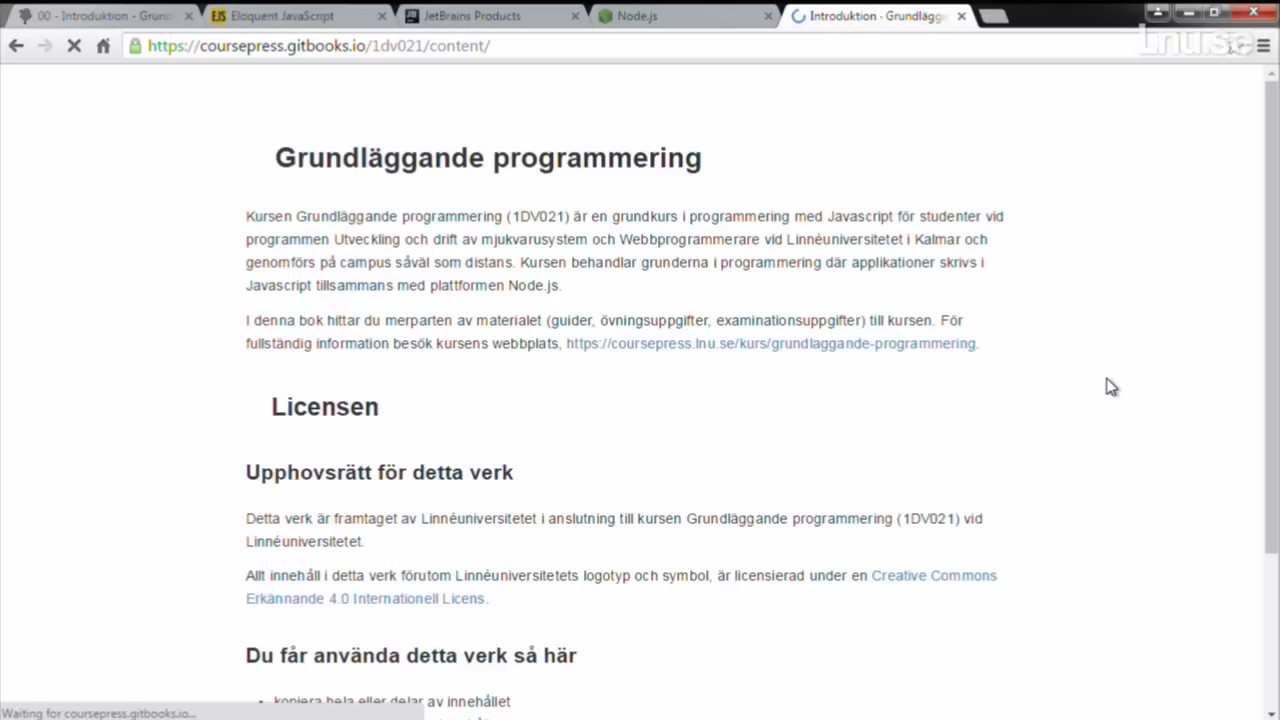 00 - Introduktion - Grun
Eloquent JavaScript
JetBrains Products
Node.js
Introduktion - Grundlägg
https://coursepress.gitbooks.io/1dv021/content/
Lnu.se
Grundläggande programmering
Kursen Grundläggande programmering (1DV021) är en grundkurs i programmering med Javascript för studenter vid
programmen Utveckling och drift av mjukvarusystem och Webbprogrammerare vid Linnéuniversitetet i Kalmar och
genomförs på campus såväl som distans. Kursen behandlar grunderna i programmering där applikationer skrivs i
Javascript tillsammans med plattformen Node.js.
I denna bok hittar du merparten av materialet (guider, övningsuppgifter, examinationsuppgifter) till kursen. För
fullständig information besök kursens webbplats, https://coursepress.lnu.se/kurs/grundlaggande-programmering.
Licensen
Upphovsrätt för detta verk
Detta verk är framtaget av Linnéuniversitetet i anslutning till kursen Grundläggande programmering (1DV021) vid
Linnéuniversitetet.
Allt innehåll i detta verk förutom Linnéuniversitetets logotyp och symbol, är licensierad under en Creative Commons
Erkännande 4.0 Internationell Licens.
Du får använda detta verk så här
• kopiera hela eller delar av innehållet
Waiting for coursepress.gitbooks.io...